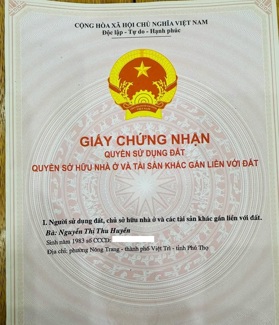 CỘNG HÒA XÃ HỘI CHỦ NGHĨA VIỆT NAM
Độc lập - Tự do - Hạnh phúc
GIẤY CHỨNG NHẬN
QUYỀN SỬ DỤNG ĐẤT
QUYỀN SỞ HỮU NHÀ Ở VÀ TÀI SẢN KHÁC GẮN LIỀN VỚI ĐẤT
I. Người sử dụng đất, chủ sở hữu nhà ở và các tài sản khác gắn liền với đất.
Bà: Nguyễn Thị Thu Huyền
Sinh năm 1983 số CCCD:
Địa chỉ: phường Nông Trang - thành phố Việt Trì - tỉnh Phú Thọ